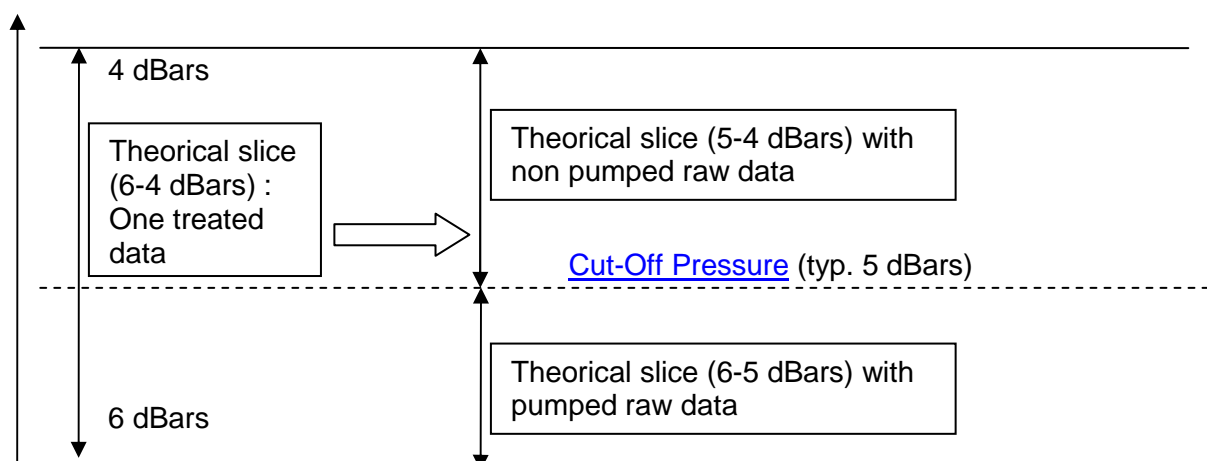 4 dBars
Theorical slice
(6-4 dBars) :
One treated
data
Theorical slice (5-4 dBars) with
non pumped raw data
Cut-Off Pressure (typ. 5 dBars)
Theorical slice (6-5 dBars) with
pumped raw data
6 dBars